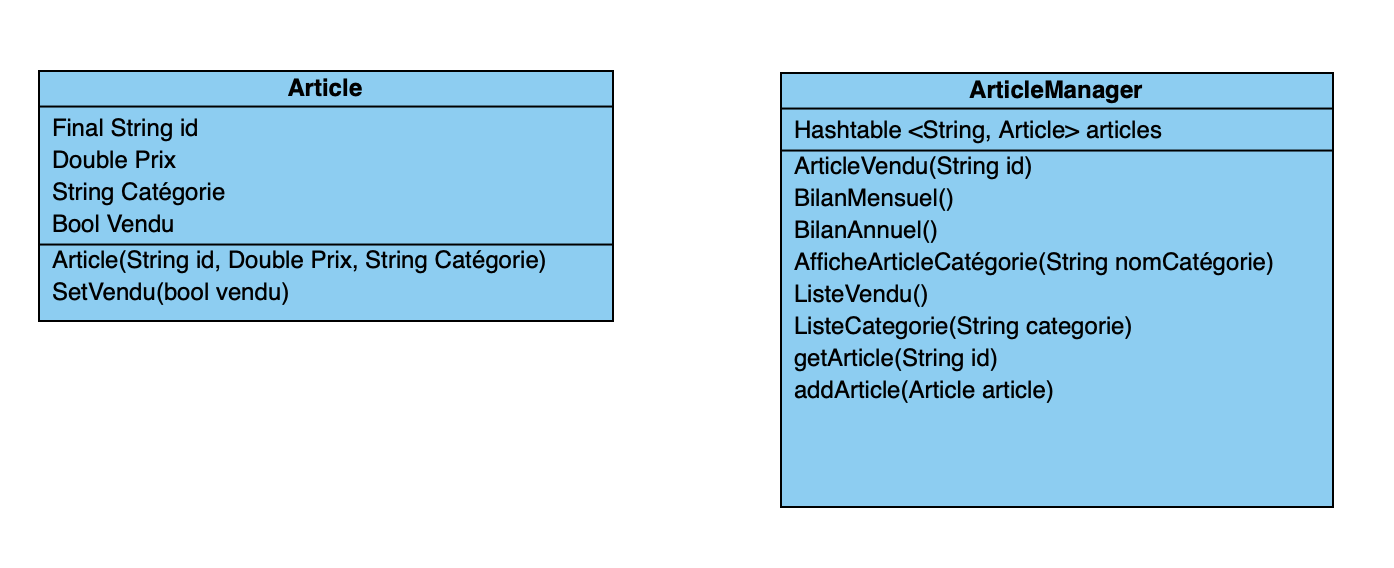 Article
Final String id
Double Prix
String Catégorie
Bool Vendu
Article(String id, Double Prix, String Catégorie)
SetVendu(bool vendu)
ArticleManager
Hashtable <String, Article> articles
ArticleVendu(String id)
BilanMensuel()
BilanAnnuel()
AfficheArticleCatégorie(String nomCatégorie)
ListeVendu()
ListeCategorie(String categorie)
getArticle(String id)
addArticle(Article article)